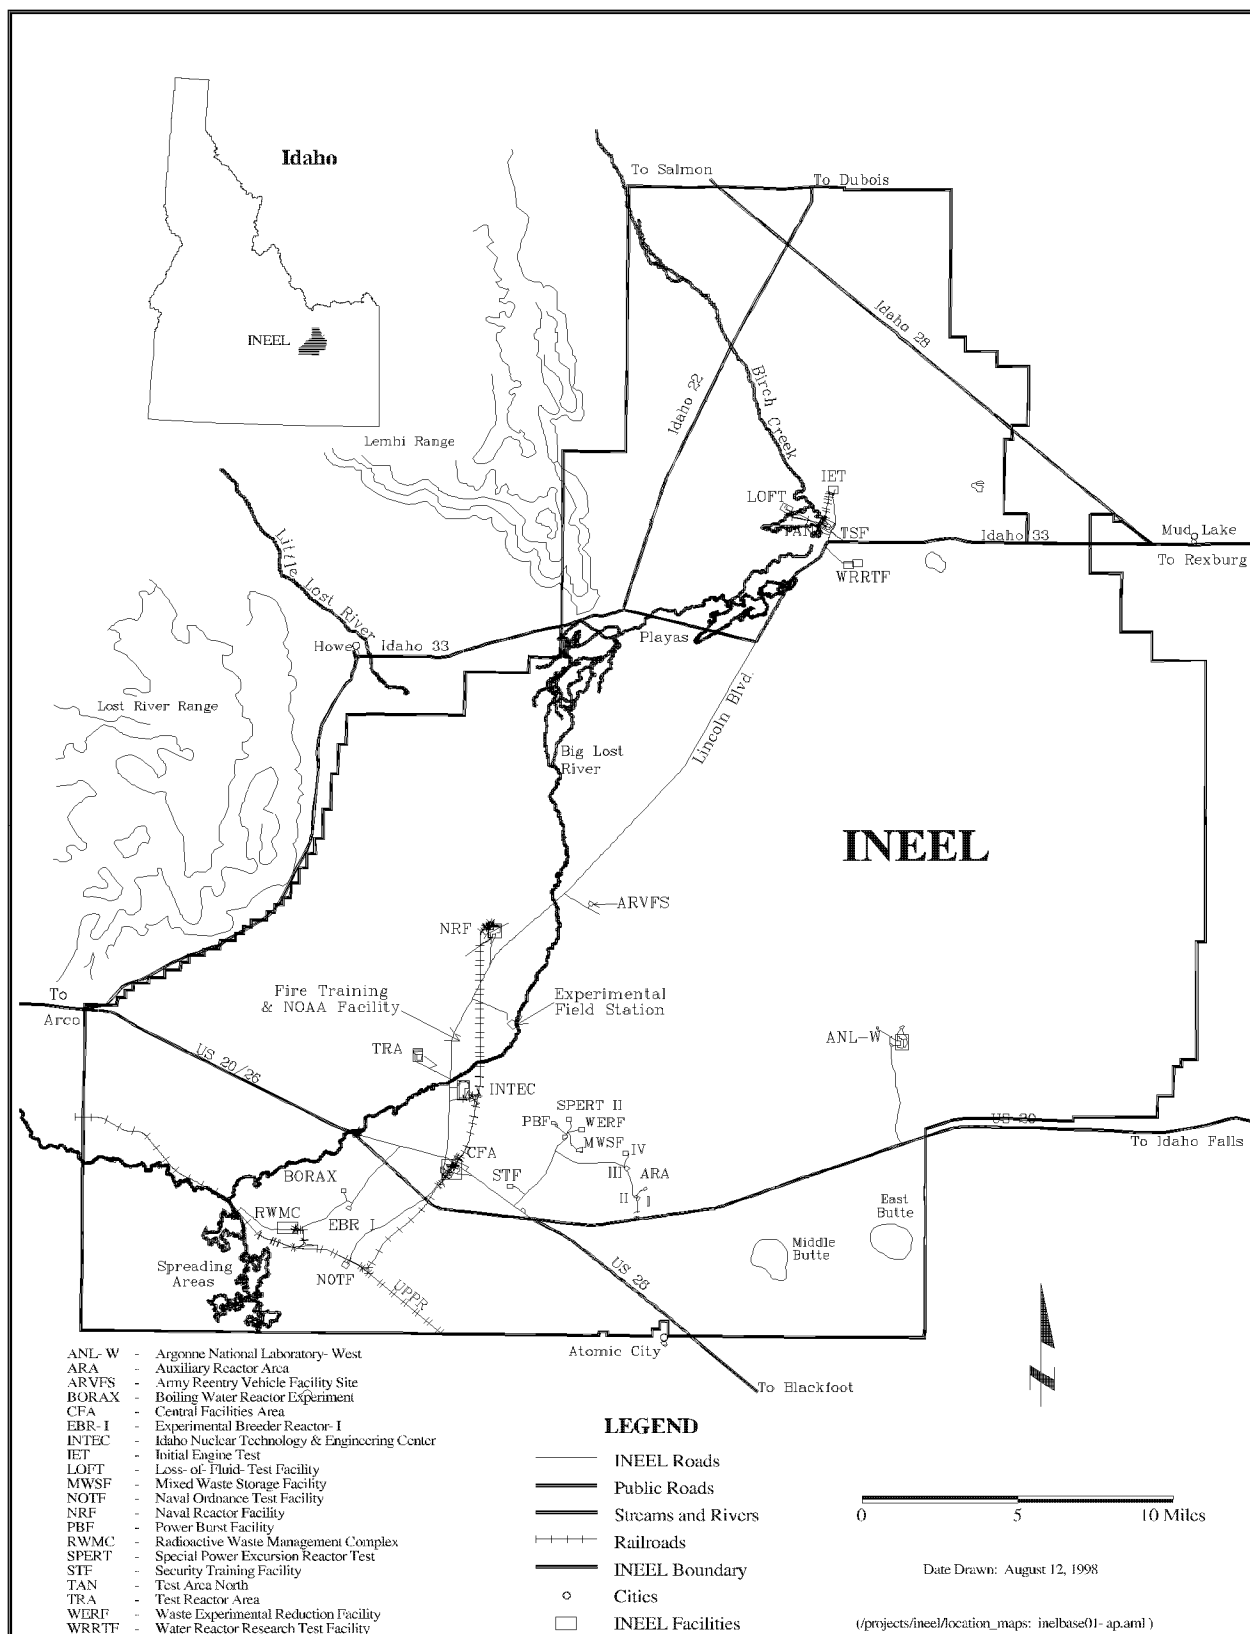 Idaho
To Salmon
To Dubois
INEEL
Idaho 28
Idaho 22
Birch Creek
Lemhi Range
IET
LOFT
TAN
TSF
Idaho 33
Mud Lake
To Rexburg
WRRTF
Little Lost River
Howe
Idaho 33
Playas
Lost River Range
Lincoln Blvd.
Big Lost
River
INEEL
ARVFS
NRF
To
Arco
Fire Training
& NOAA Facility
Experimental
Field Station
TRA
ANL-W
US 20/26
INTEC
SPERT II
PBF
WERF
MWSF
IV
III
ARA
II
I
US 20
To Idaho Falls
CFA
STF
BORAX
RWMC
EBR I
East
Butte
Middle
Butte
Spreading
Areas
NOTF
UPPR
US 26
Atomic City
To Blackfoot
ANL-W - Argonne National Laboratory-West
ARA - Auxiliary Reactor Area
ARVFS - Army Reentry Vehicle Facility Site
BORAX - Boiling Water Reactor Experiment
CFA - Central Facilities Area
EBR-I - Experimental Breeder Reactor-I
INTEC - Idaho Nuclear Technology & Engineering Center
IET - Initial Engine Test
LOFT - Loss-of-Fluid-Test Facility
MWSF - Mixed Waste Storage Facility
NOTF - Naval Ordnance Test Facility
NRF - Naval Reactor Facility
PBF - Power Burst Facility
RWMC - Radioactive Waste Management Complex
SPERT - Special Power Excursion Reactor Test
STF - Security Training Facility
TAN - Test Area North
TRA - Test Reactor Area
WERF - Waste Experimental Reduction Facility
WRRTF - Water Reactor Research Test Facility
LEGEND
INEEL Roads
Public Roads
Streams and Rivers
Railroads
INEEL Boundary
Cities
INEEL Facilities
0 5 10 Miles
Date Drawn: August 12, 1998
(/projects/ineel/location_maps: inelbase01-ap.aml )